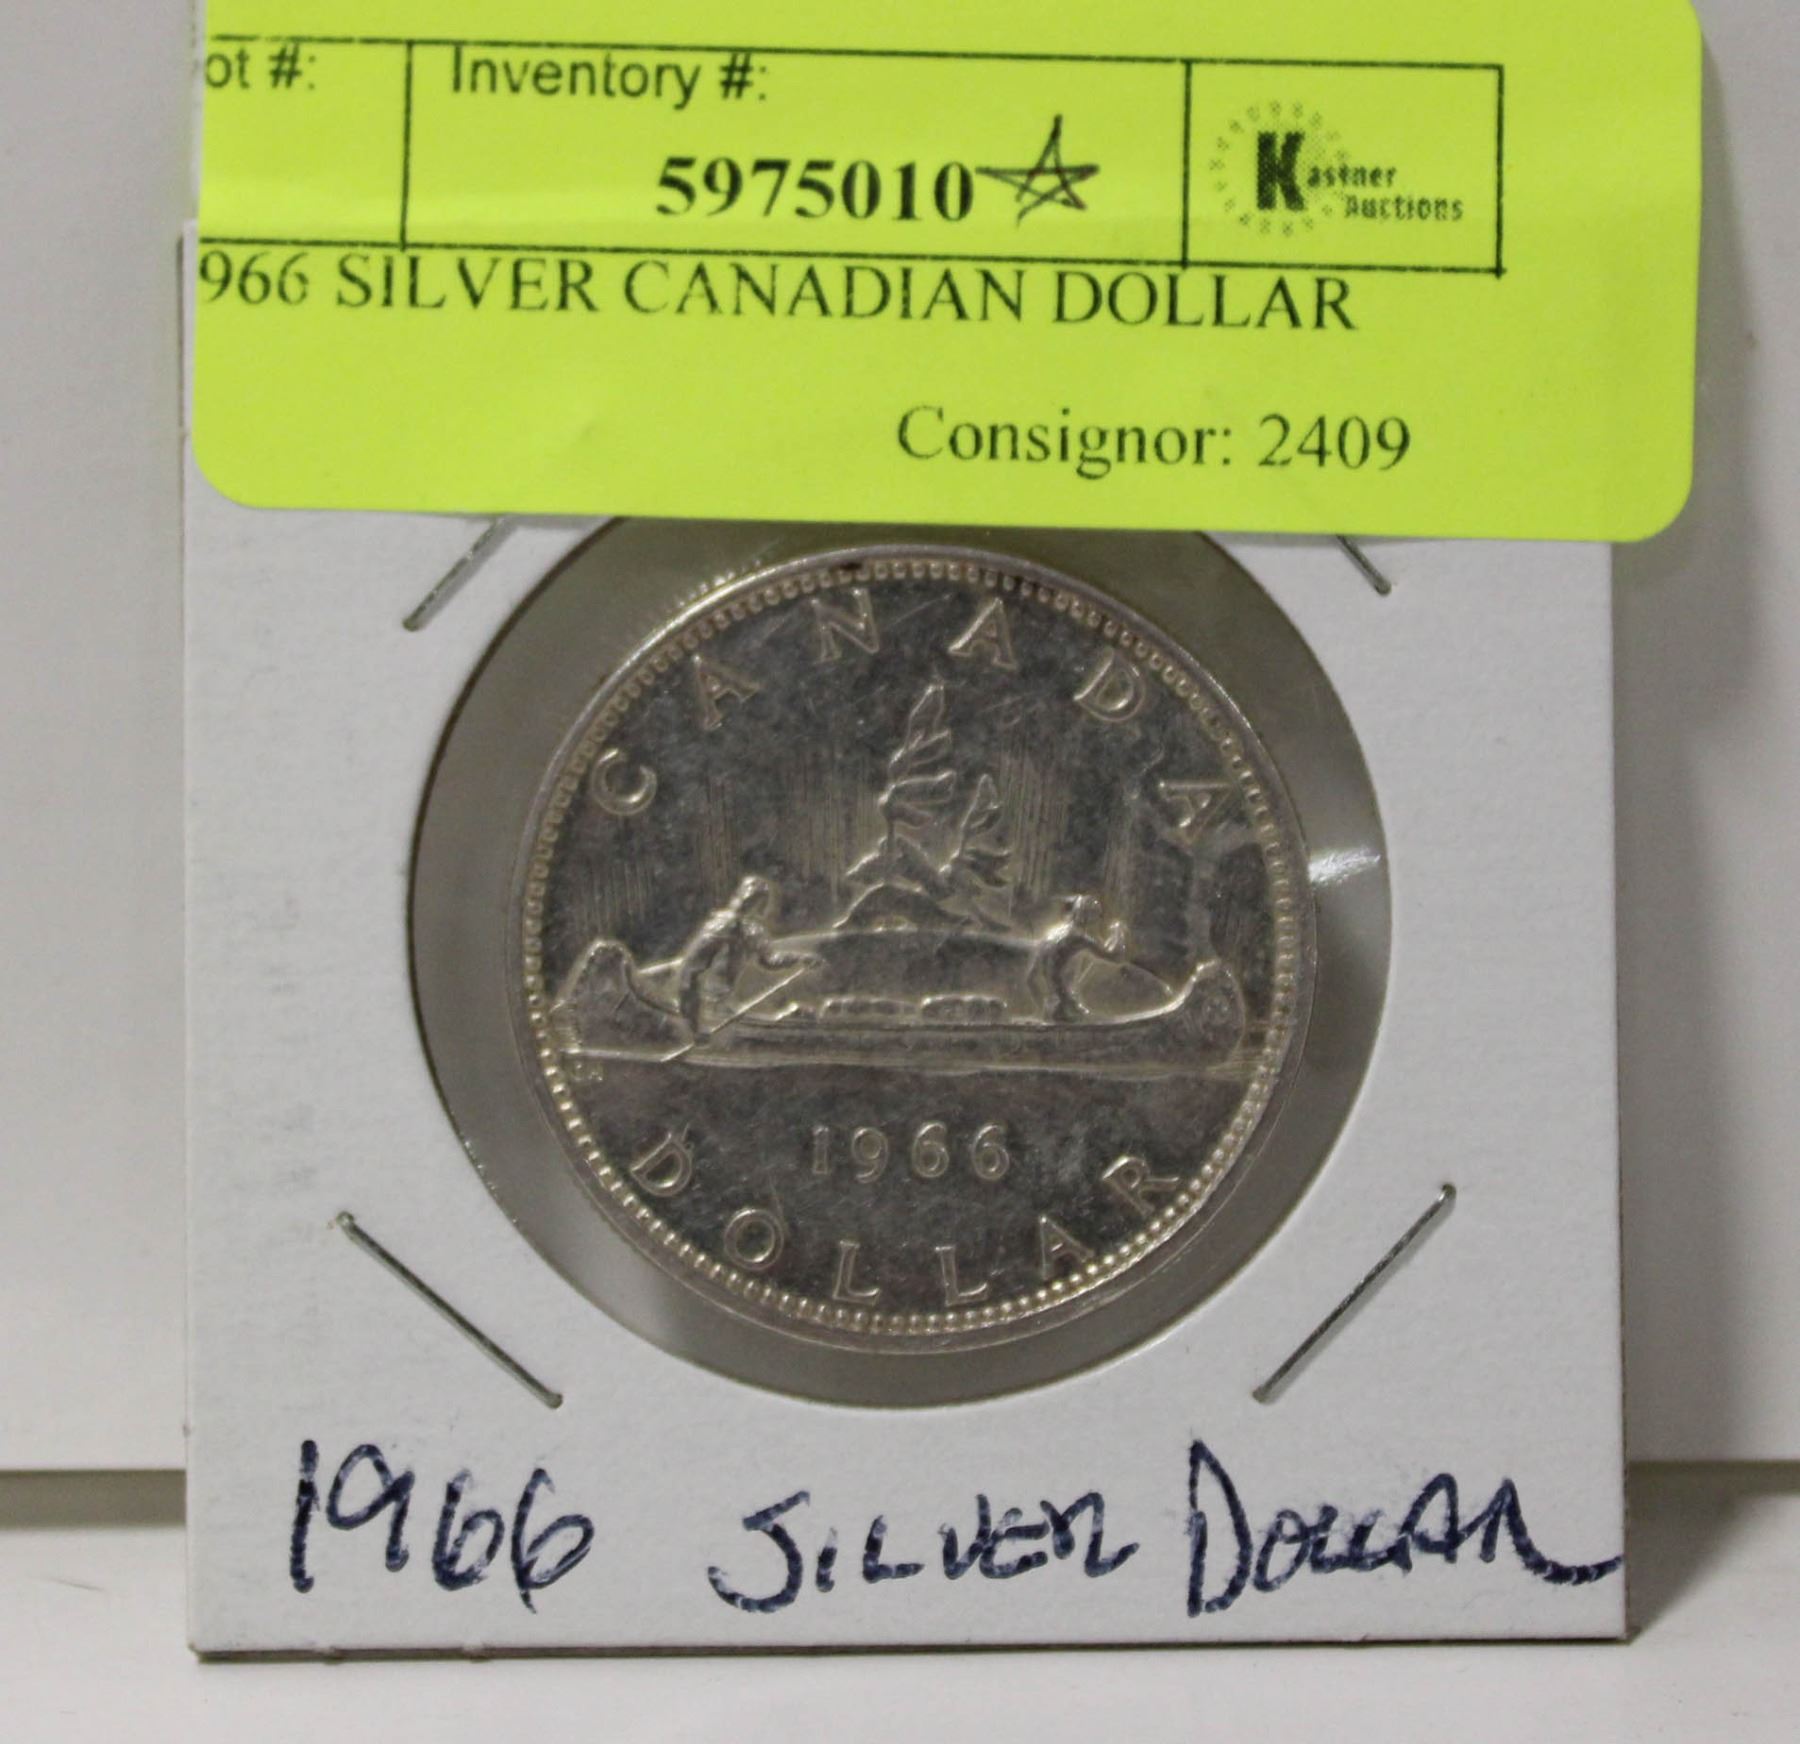 ot #:
Inventory #:
5975010
Kastner
Auctions
966 SILVER CANADIAN DOLLAR
Consignor: 2409
CANADA
1966
DOLLAR
1966 SILVER DOLLAR